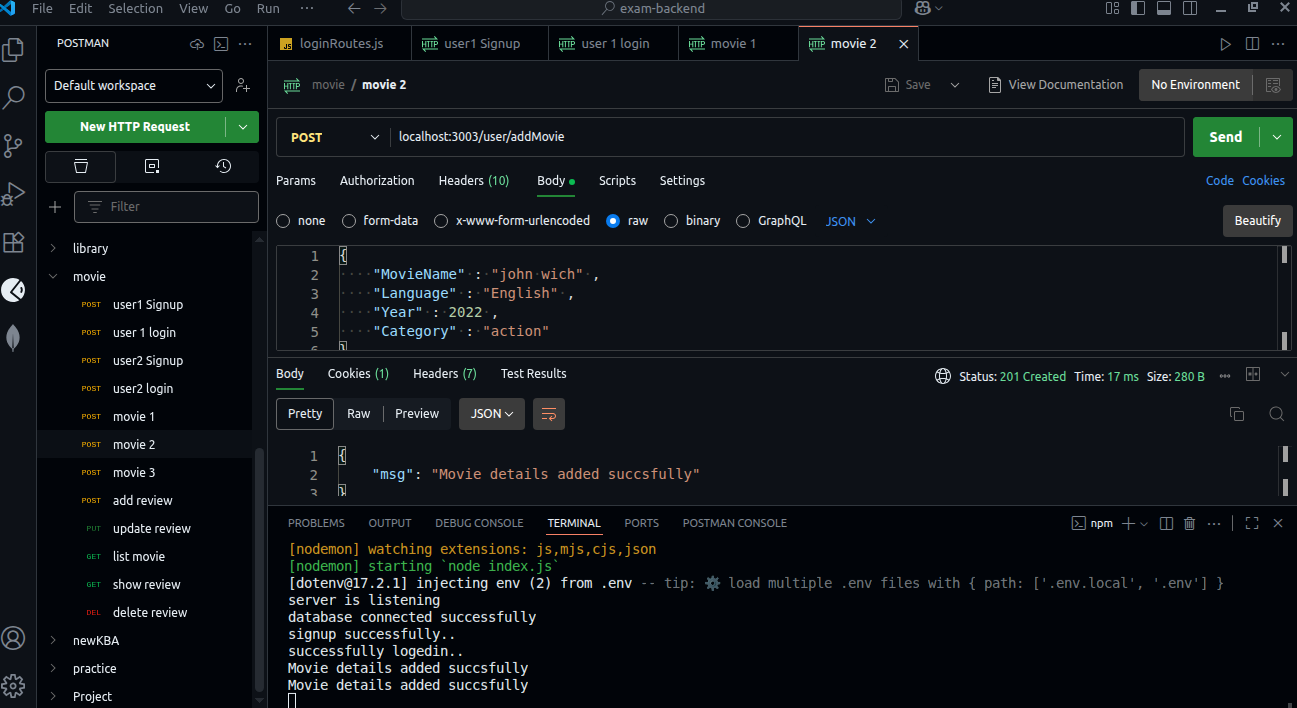 File Edit Selection View Go Run ··· exam-backend
POSTMAN
loginRoutes.js user1 Signup user 1 login movie 1 movie 2
Default workspace
movie / movie 2 Save View Documentation No Environment
New HTTP Request
POST localhost:3003/user/addMovie Send
Params Authorization Headers (10) Body Scripts Settings Code Cookies
Filter
none form-data x-www-form-urlencoded raw binary GraphQL JSON Beautify
library
movie
POST user1 Signup
POST user 1 login
POST user2 Signup
POST user2 login
POST movie 1
POST movie 2
POST movie 3
POST add review
PUT update review
GET list movie
GET show review
DEL delete review
newKBA
practice
Project
1 {
2 "MovieName" : "john wich" ,
3 "Language" : "English" ,
4 "Year" : 2022 ,
5 "Category" : "action"
6 }
Body Cookies (1) Headers (7) Test Results Status: 201 Created Time: 17 ms Size: 280 B
Pretty Raw Preview JSON
1 {
2 "msg": "Movie details added succsfully"
3 }
PROBLEMS OUTPUT DEBUG CONSOLE TERMINAL PORTS POSTMAN CONSOLE npm
[nodemon] watching extensions: js,mjs,cjs,json
[nodemon] starting `node index.js`
[dotenv@17.2.1] injecting env (2) from .env -- tip: ⚙️ load multiple .env files with { path: ['.env.local', '.env'] }
server is listening
database connected successfully
signup successfully..
successfully logedin..
Movie details added succsfully
Movie details added succsfully